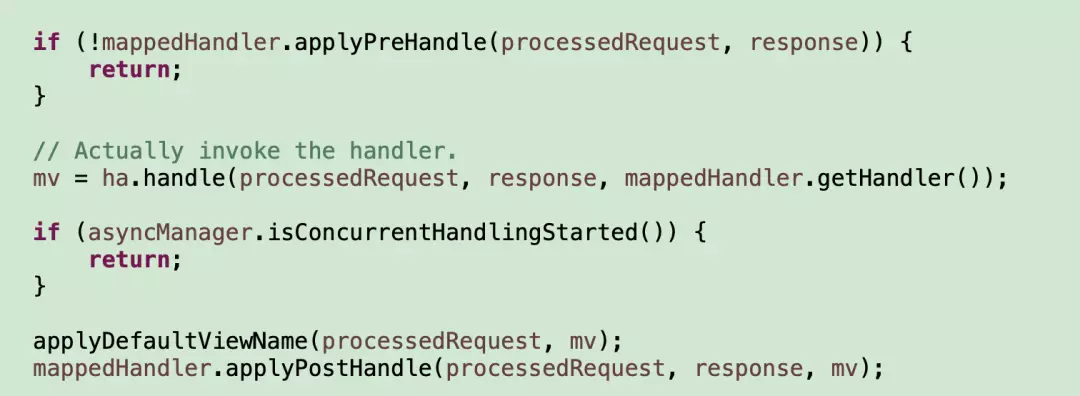 if (!mappedHandler.applyPreHandle(processedRequest, response)) {
    return;
}
// Actually invoke the handler.
mv = ha.handle(processedRequest, response, mappedHandler.getHandler());
if (asyncManager.isConcurrentHandlingStarted()) {
    return;
}
applyDefaultViewName(processedRequest, mv);
mappedHandler.applyPostHandle(processedRequest, response, mv);